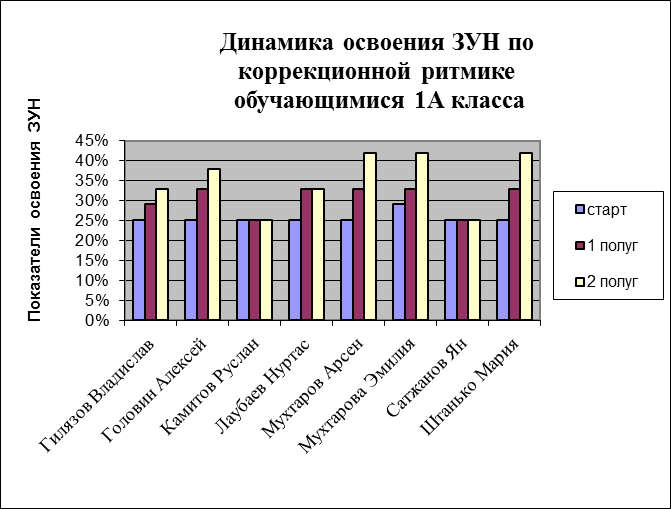 Динамика освоения ЗУН по
коррекционной ритмике
обучающимися 1А класса
Показатели освоения ЗУН
45%
40%
35%
30%
25%
20%
15%
10%
5%
0%
Гилязов Владислав
Головин Алексей
Камитов Руслан
Лаубаев Нуртас
Мухтаров Арсен
Мухтарова Эмилия
Сатжанов Ян
Штанько Мария
старт
1 полуг
2 полуг